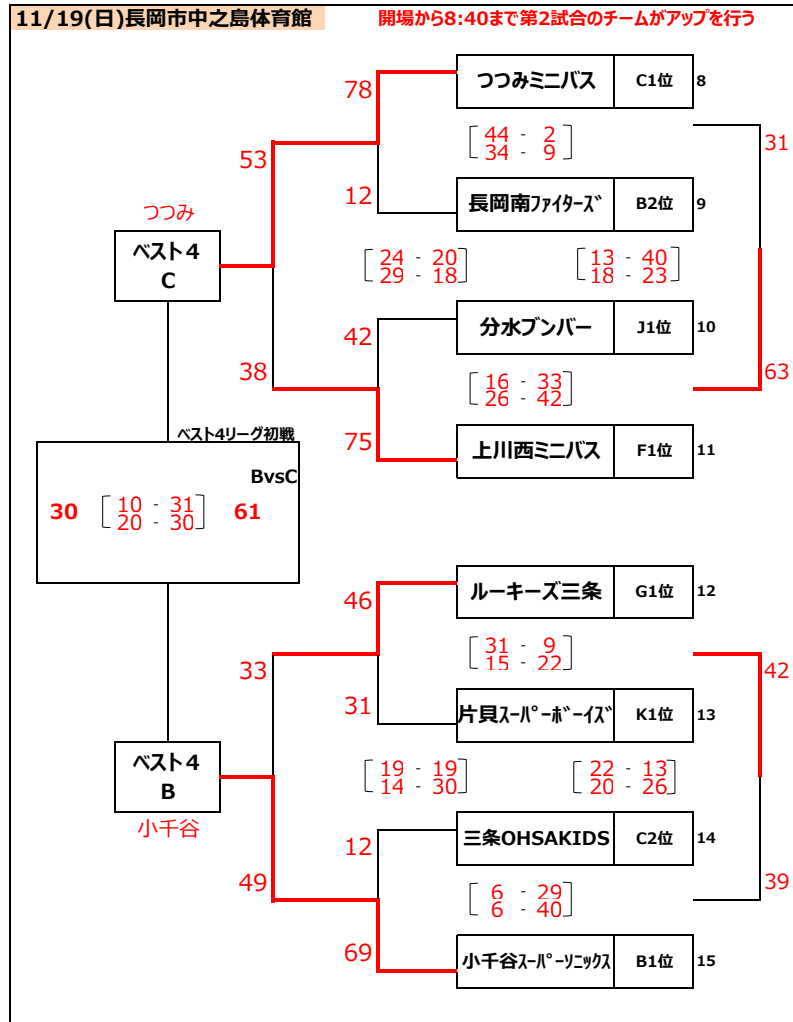 11/19(日)長岡市中之島体育館 開場から8:40まで第2試合のチームがアップを行う
78 つつみミニバス C1位 8
44 - 2
34 - 9
31
53
12 長岡南ファイターズ B2位 9
つつみ
ベスト4
C
24 - 20
29 - 18
13 - 40
18 - 23
42 分水ブンバー J1位 10
38
16 - 33
26 - 42
63
75 上川西ミニバス F1位 11
ベスト4リーグ初戦
BvsC
30 10 - 31 61
20 - 30
46 ルーキーズ三条 G1位 12
31 - 9
15 - 22
33
42
31 片貝スーパーボーイズ K1位 13
ベスト4
B
小千谷
19 - 19
14 - 30
22 - 13
20 - 26
12 三条OHSAKIDS C2位 14
49
6 - 29
6 - 40
39
69 小千谷スーパーソニックス B1位 15